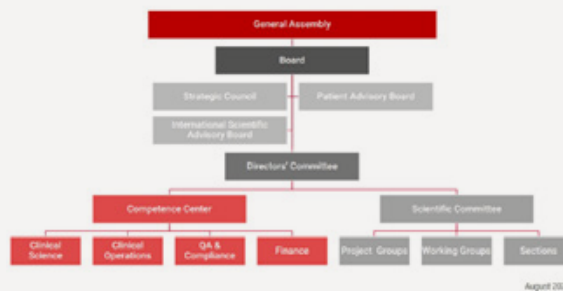 General Assembly
Board
Strategic Council
Patient Advisory Board
International Scientific
Advisory Board
Directors' Committee
Competence Center
Scientific Committee
Clinical
Science
Clinical
Operations
QA &
Compliance
Finance
Project Groups
Working Groups
Sections
August